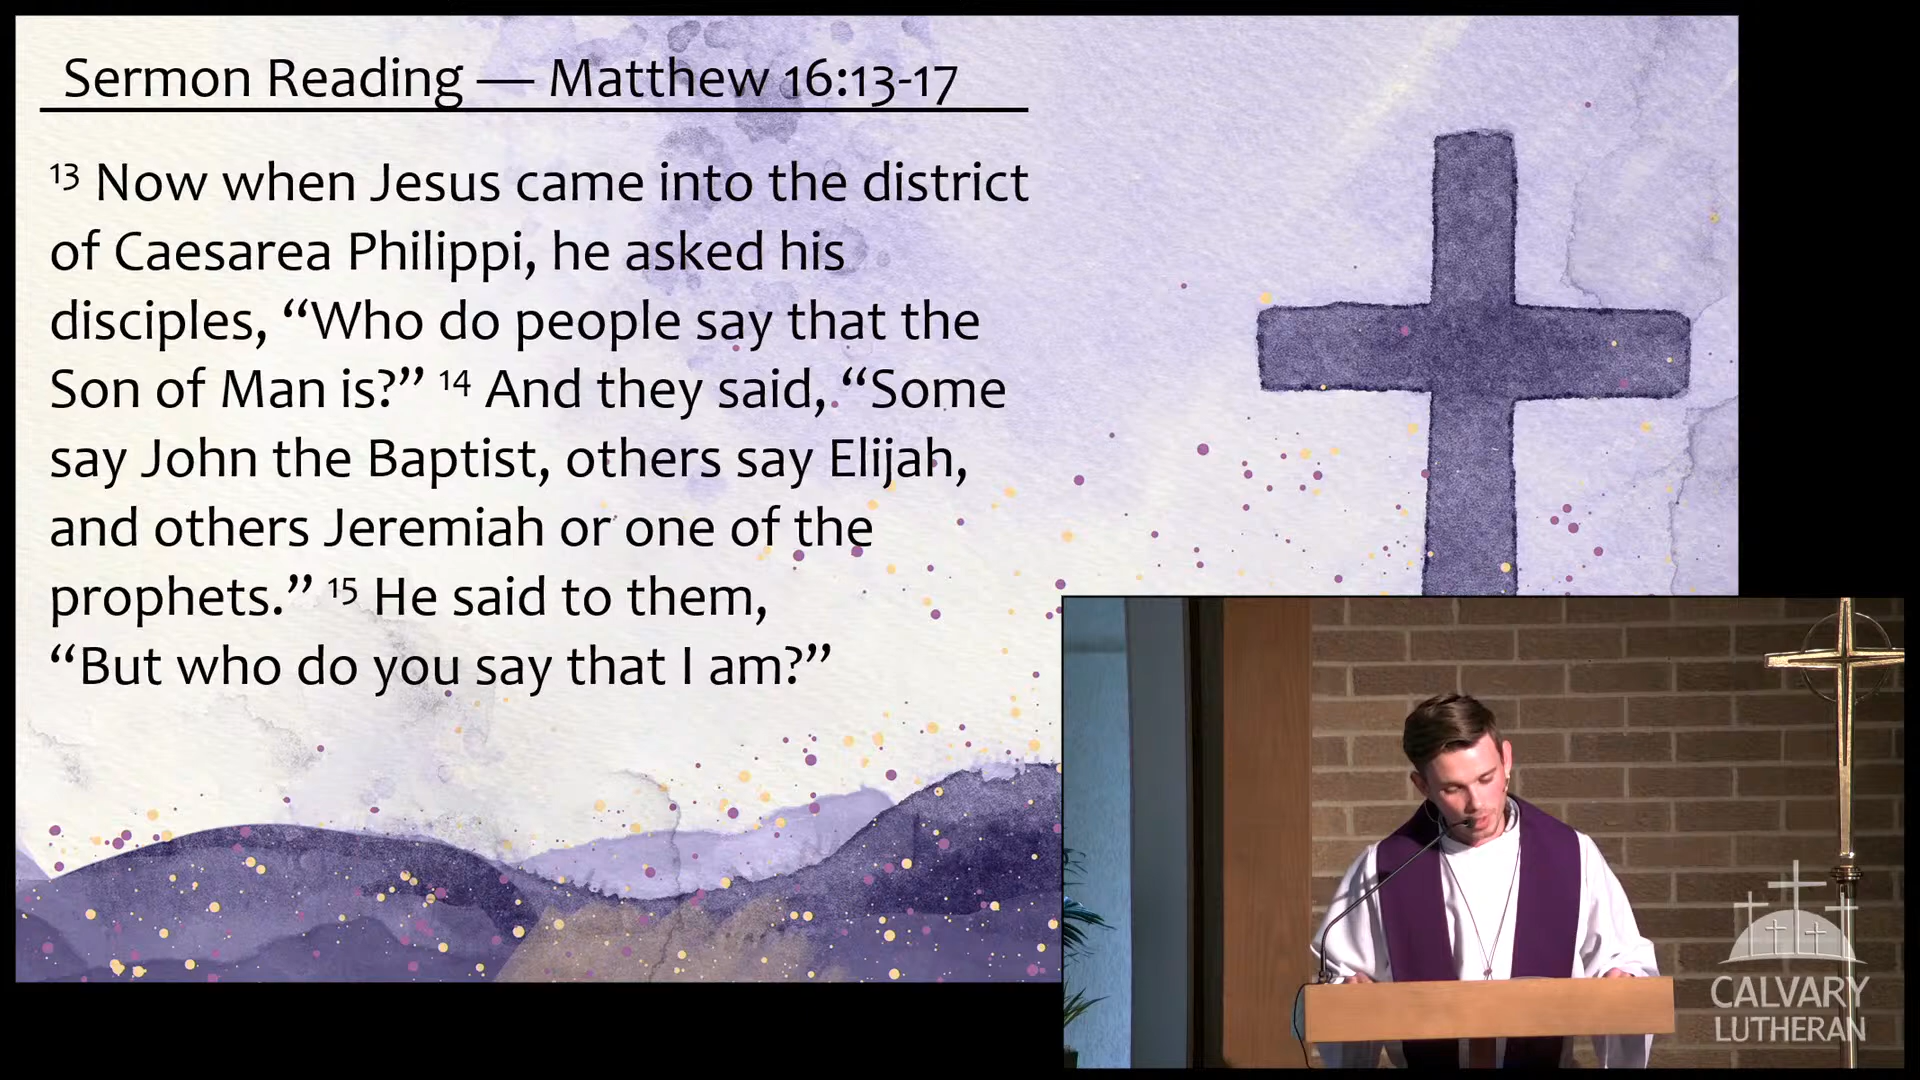 Sermon Reading — Matthew 16:13-17
13 Now when Jesus came into the district
of Caesarea Philippi, he asked his
disciples, “Who do people say that the
Son of Man is?” 14 And they said, “Some
say John the Baptist, others say Elijah,
and others Jeremiah or one of the
prophets.” 15 He said to them,
“But who do you say that I am?”
CALVARY
LUTHERAN